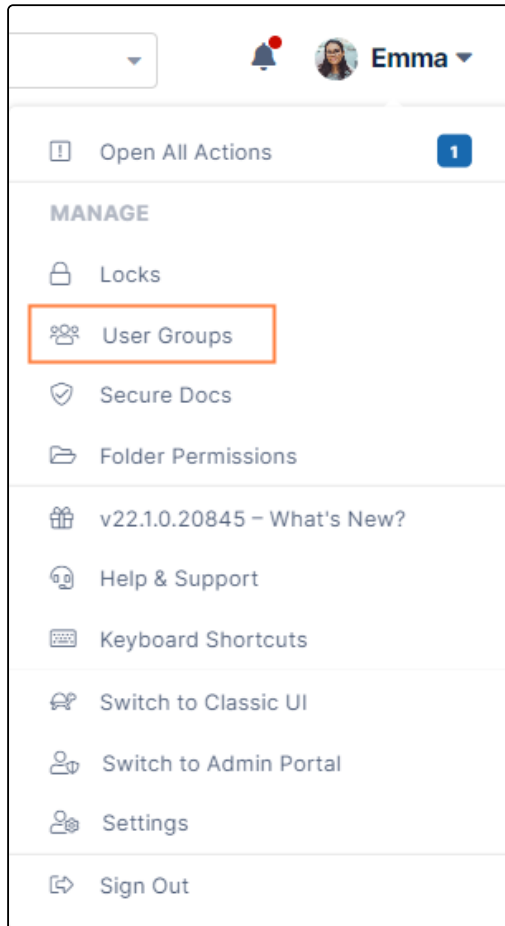 Emma
Open All Actions 1
MANAGE
Locks
User Groups
Secure Docs
Folder Permissions
v22.1.0.20845 – What's New?
Help & Support
Keyboard Shortcuts
Switch to Classic UI
Switch to Admin Portal
Settings
Sign Out